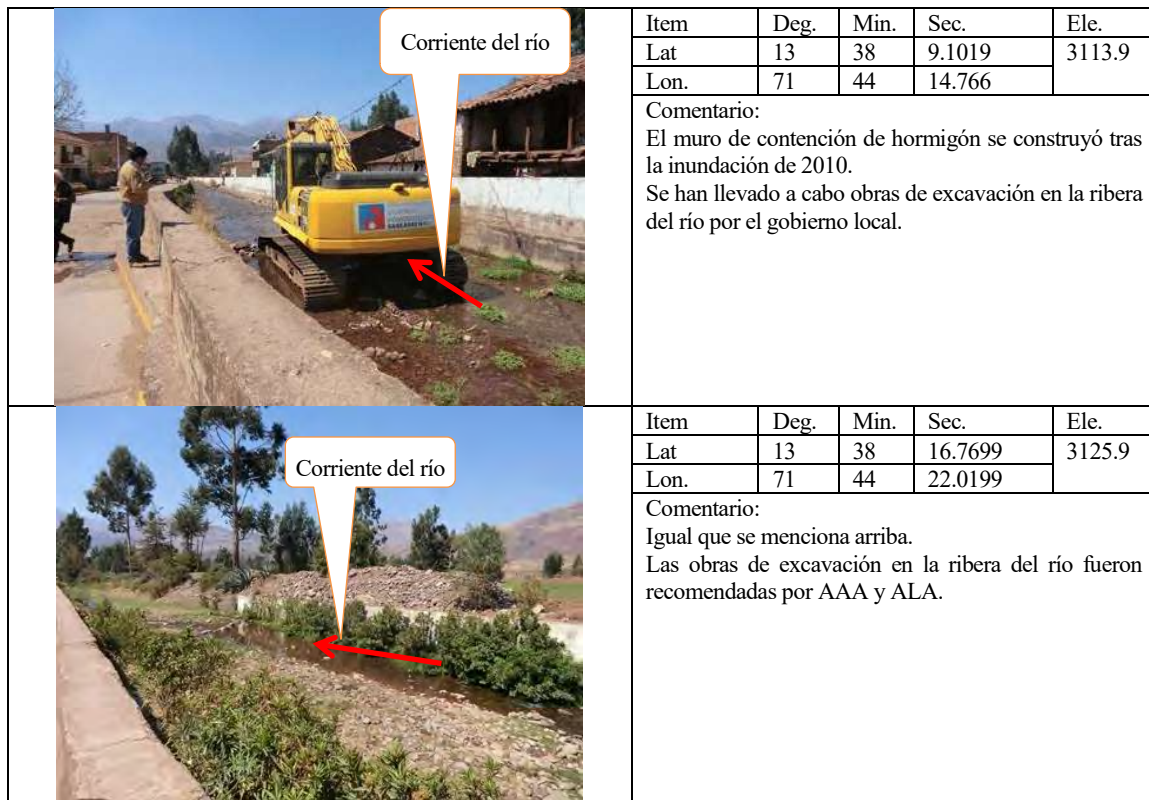 Corriente del río
Item Deg. Min. Sec. Ele.
Lat 13 38 9.1019 3113.9
Lon. 71 44 14.766
Comentario:
El muro de contención de hormigón se construyó tras
la inundación de 2010.
Se han llevado a cabo obras de excavación en la ribera
del río por el gobierno local.
Corriente del río
Item Deg. Min. Sec. Ele.
Lat 13 38 16.7699 3125.9
Lon. 71 44 22.0199
Comentario:
Igual que se menciona arriba.
Las obras de excavación en la ribera del río fueron
recomendadas por AAA y ALA.